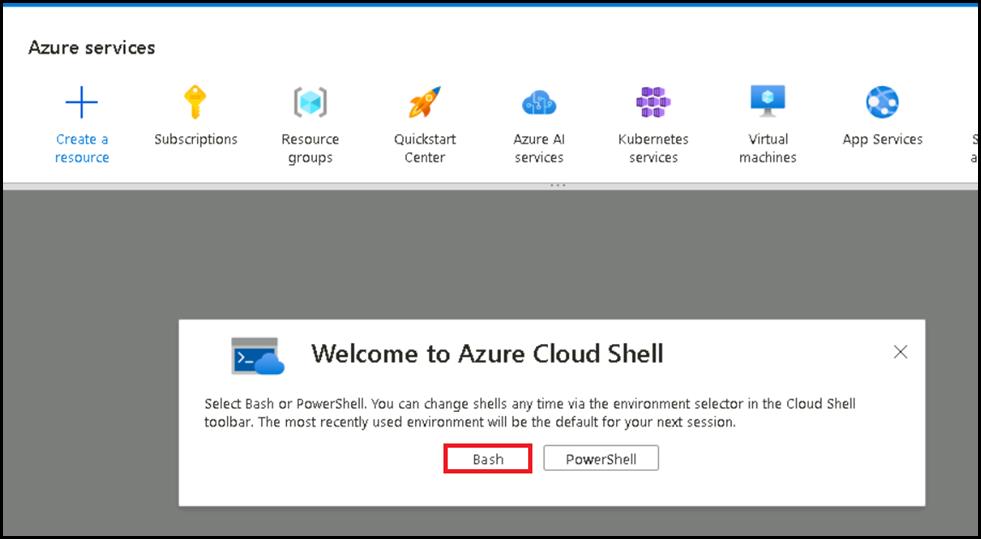 Azure services
Create a
resource
Subscriptions
Resource
groups
Quickstart
Center
Azure AI
services
Kubernetes
services
Virtual
machines
App Services
S
a
Welcome to Azure Cloud Shell
Select Bash or PowerShell. You can change shells any time via the environment selector in the Cloud Shell
toolbar. The most recently used environment will be the default for your next session.
Bash
PowerShell